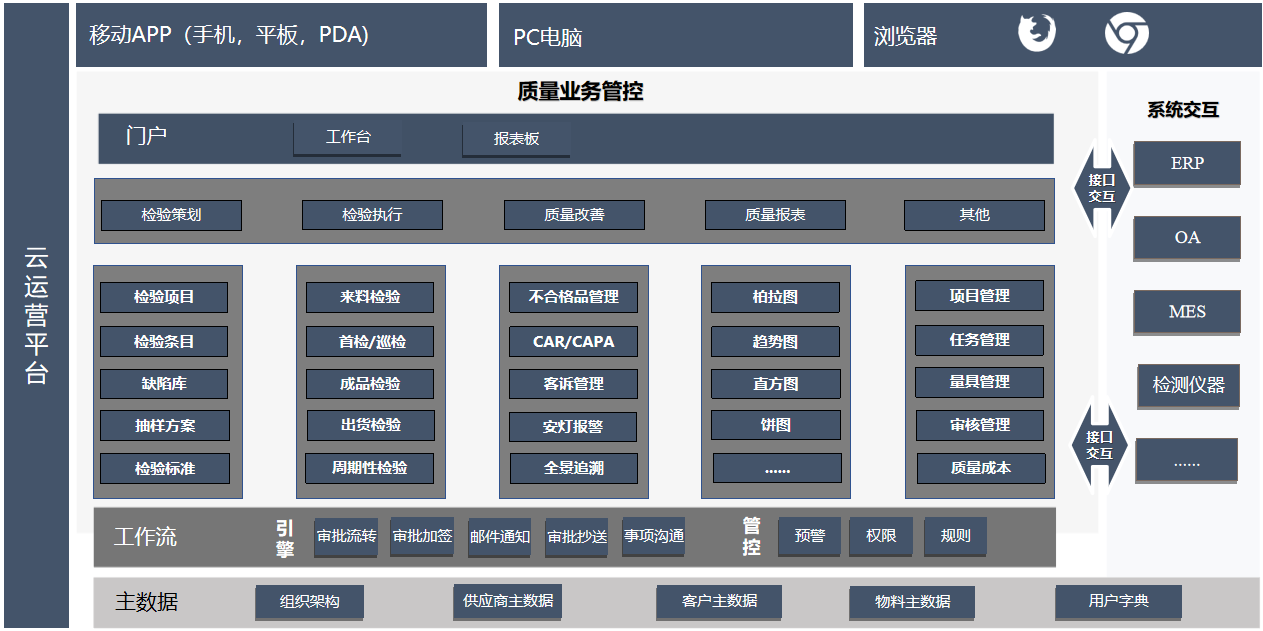 云运营平台
移动APP（手机，平板，PDA)
PC电脑
浏览器
质量业务管控
门户
工作台
报表板
检验策划
检验执行
质量改善
质量报表
其他
检验项目
检验条目
缺陷库
抽样方案
检验标准
来料检验
首检/巡检
成品检验
出货检验
周期性检验
不合格品管理
CAR/CAPA
客诉管理
安灯报警
全景追溯
柏拉图
趋势图
直方图
饼图
......
项目管理
任务管理
量具管理
审核管理
质量成本
工作流
引擎
审批流转
审批加签
邮件通知
审批抄送
事项沟通
管控
预警
权限
规则
主数据
组织架构
供应商主数据
客户主数据
物料主数据
用户字典
系统交互
接口
交互
接口
交互
ERP
OA
MES
检测仪器
......